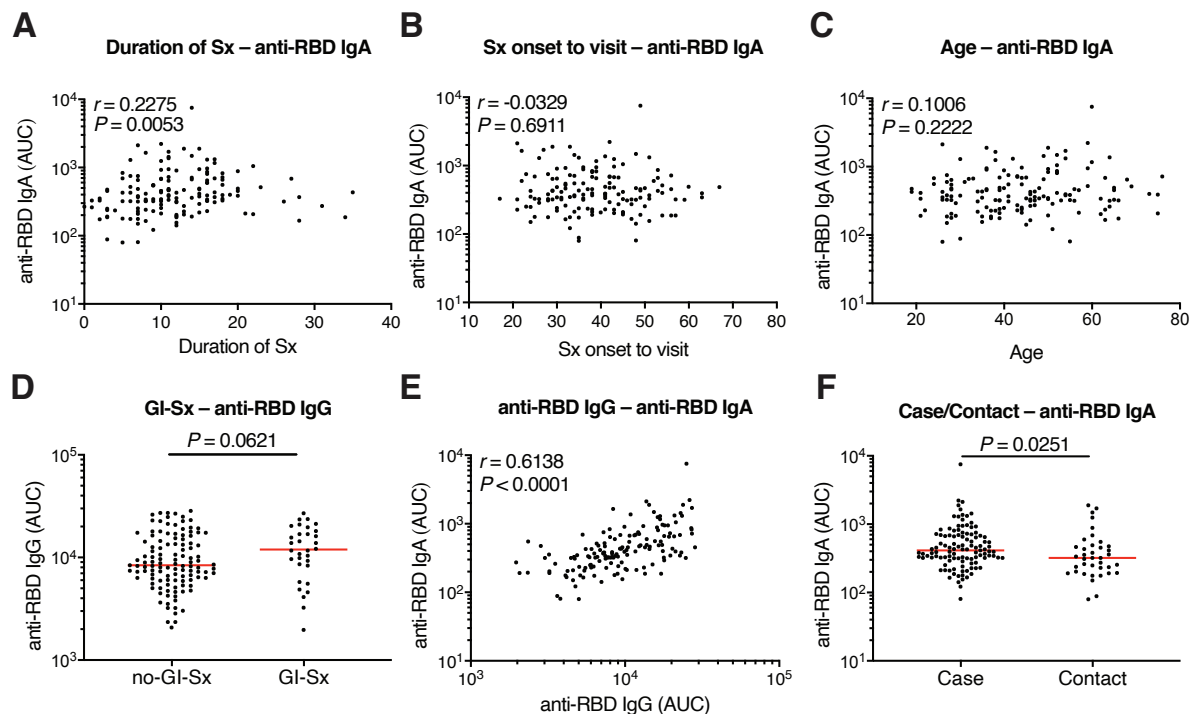 A
Duration of Sx – anti-RBD IgA
r = 0.2275
P = 0.0053
anti-RBD IgA (AUC)
10^4
10^3
10^2
10^1
0 10 20 30 40
Duration of Sx
B
Sx onset to visit – anti-RBD IgA
r = -0.0329
P = 0.6911
anti-RBD IgA (AUC)
10^4
10^3
10^2
10^1
10 20 30 40 50 60 70 80
Sx onset to visit
C
Age – anti-RBD IgA
r = 0.1006
P = 0.2222
anti-RBD IgA (AUC)
10^4
10^3
10^2
10^1
20 40 60 80
Age
D
GI-Sx – anti-RBD IgG
P = 0.0621
anti-RBD IgG (AUC)
10^5
10^4
10^3
no-GI-Sx GI-Sx
E
anti-RBD IgG – anti-RBD IgA
r = 0.6138
P < 0.0001
anti-RBD IgA (AUC)
10^4
10^3
10^2
10^1
10^3 10^4 10^5
anti-RBD IgG (AUC)
F
Case/Contact – anti-RBD IgA
P = 0.0251
anti-RBD IgA (AUC)
10^4
10^3
10^2
10^1
Case Contact